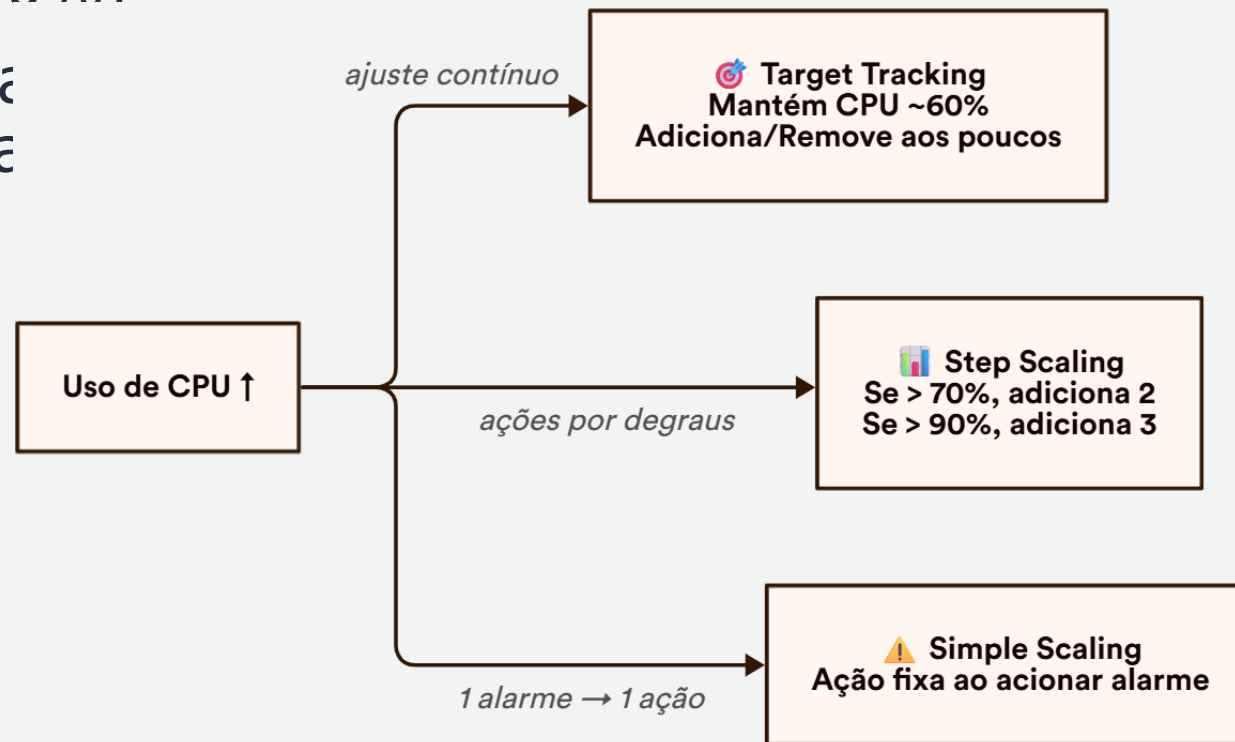 ajuste contínuo
🎯 Target Tracking
Mantém CPU ~60%
Adiciona/Remove aos poucos
Uso de CPU ↑
ações por degraus
📊 Step Scaling
Se > 70%, adiciona 2
Se > 90%, adiciona 3
1 alarme → 1 ação
⚠️ Simple Scaling
Ação fixa ao acionar alarme